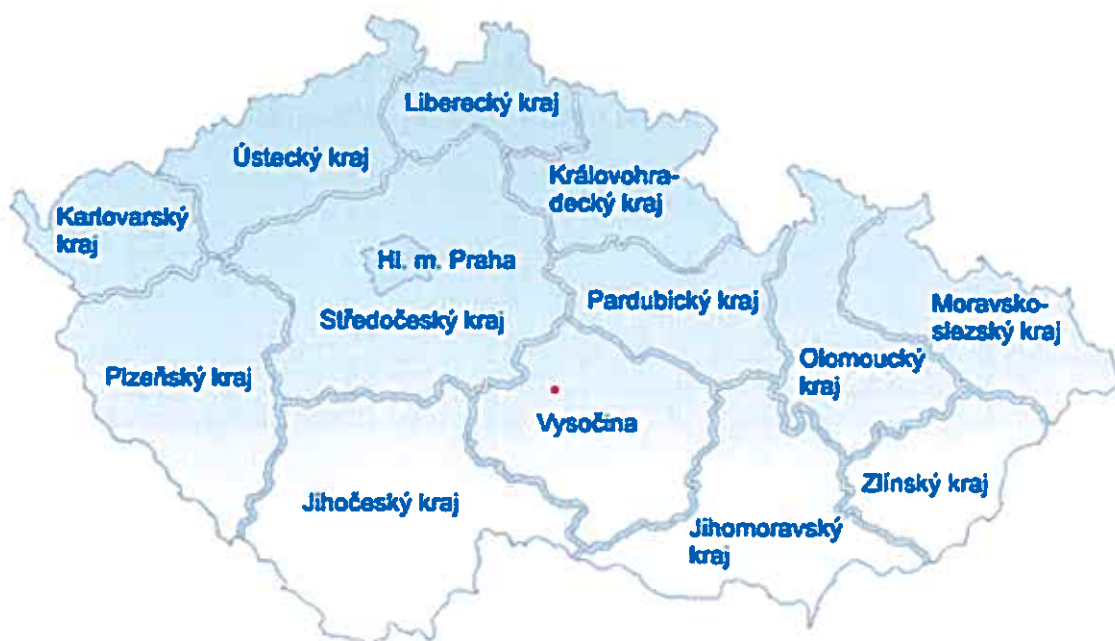 Liberecký kraj
Ústecký kraj
Královohra-
decký kraj
Karlovarský
kraj
Hl. m. Praha
Pardubický kraj
Moravsko-
slezský kraj
Středočeský kraj
Olomoucký
kraj
Plzeňský kraj
Vysočina
Zlínský kraj
Jihočeský kraj
Jihomoravský
kraj